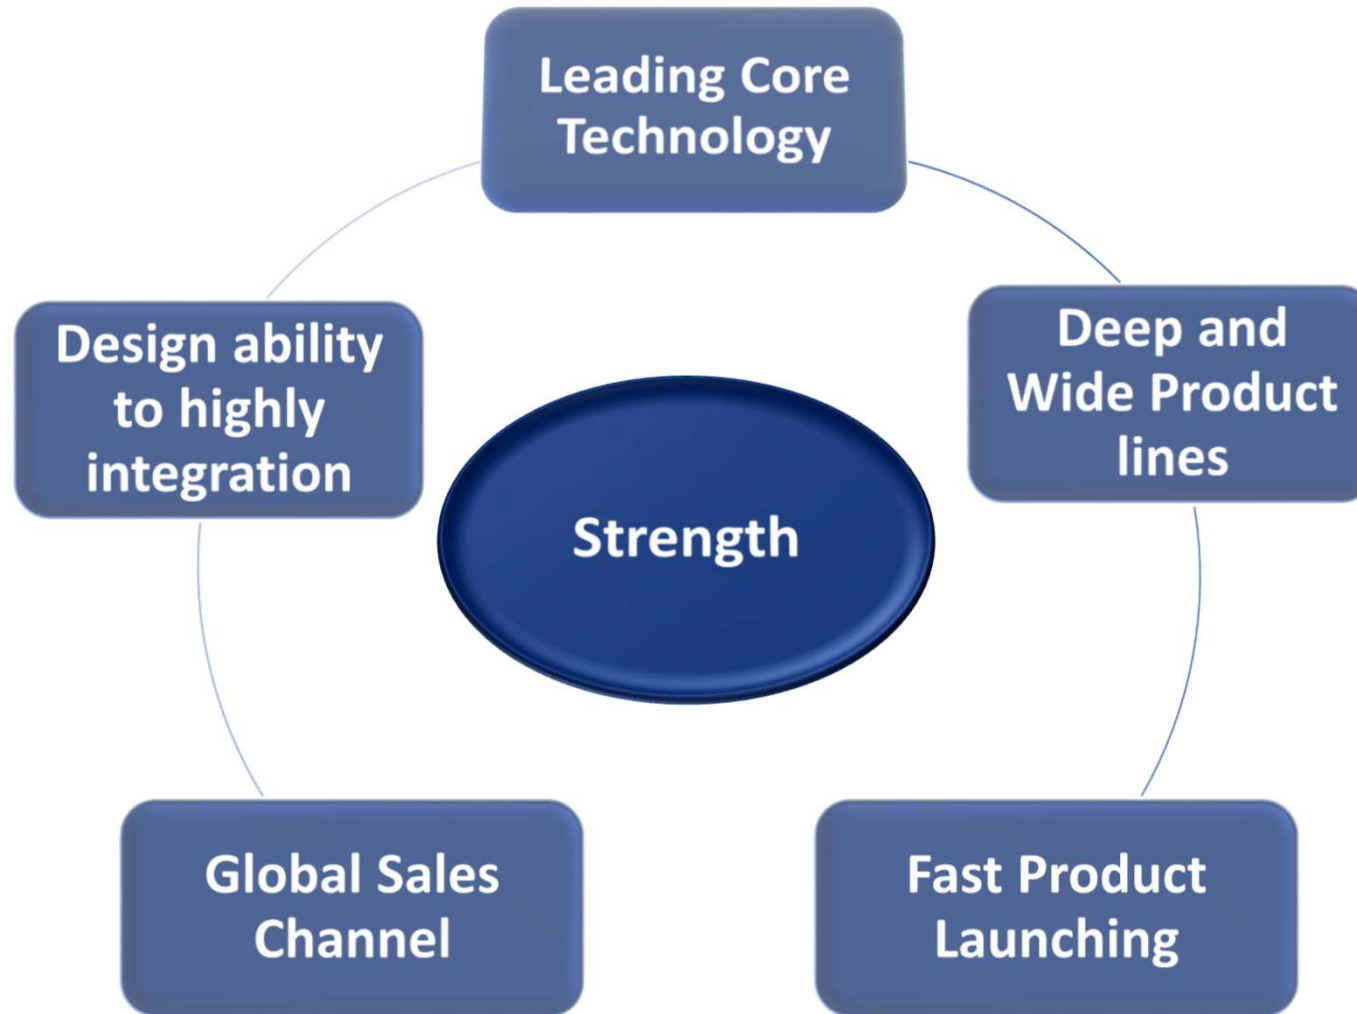 Leading Core
Technology
Design ability
to highly
integration
Deep and
Wide Product
lines
Strength
Global Sales
Channel
Fast Product
Launching